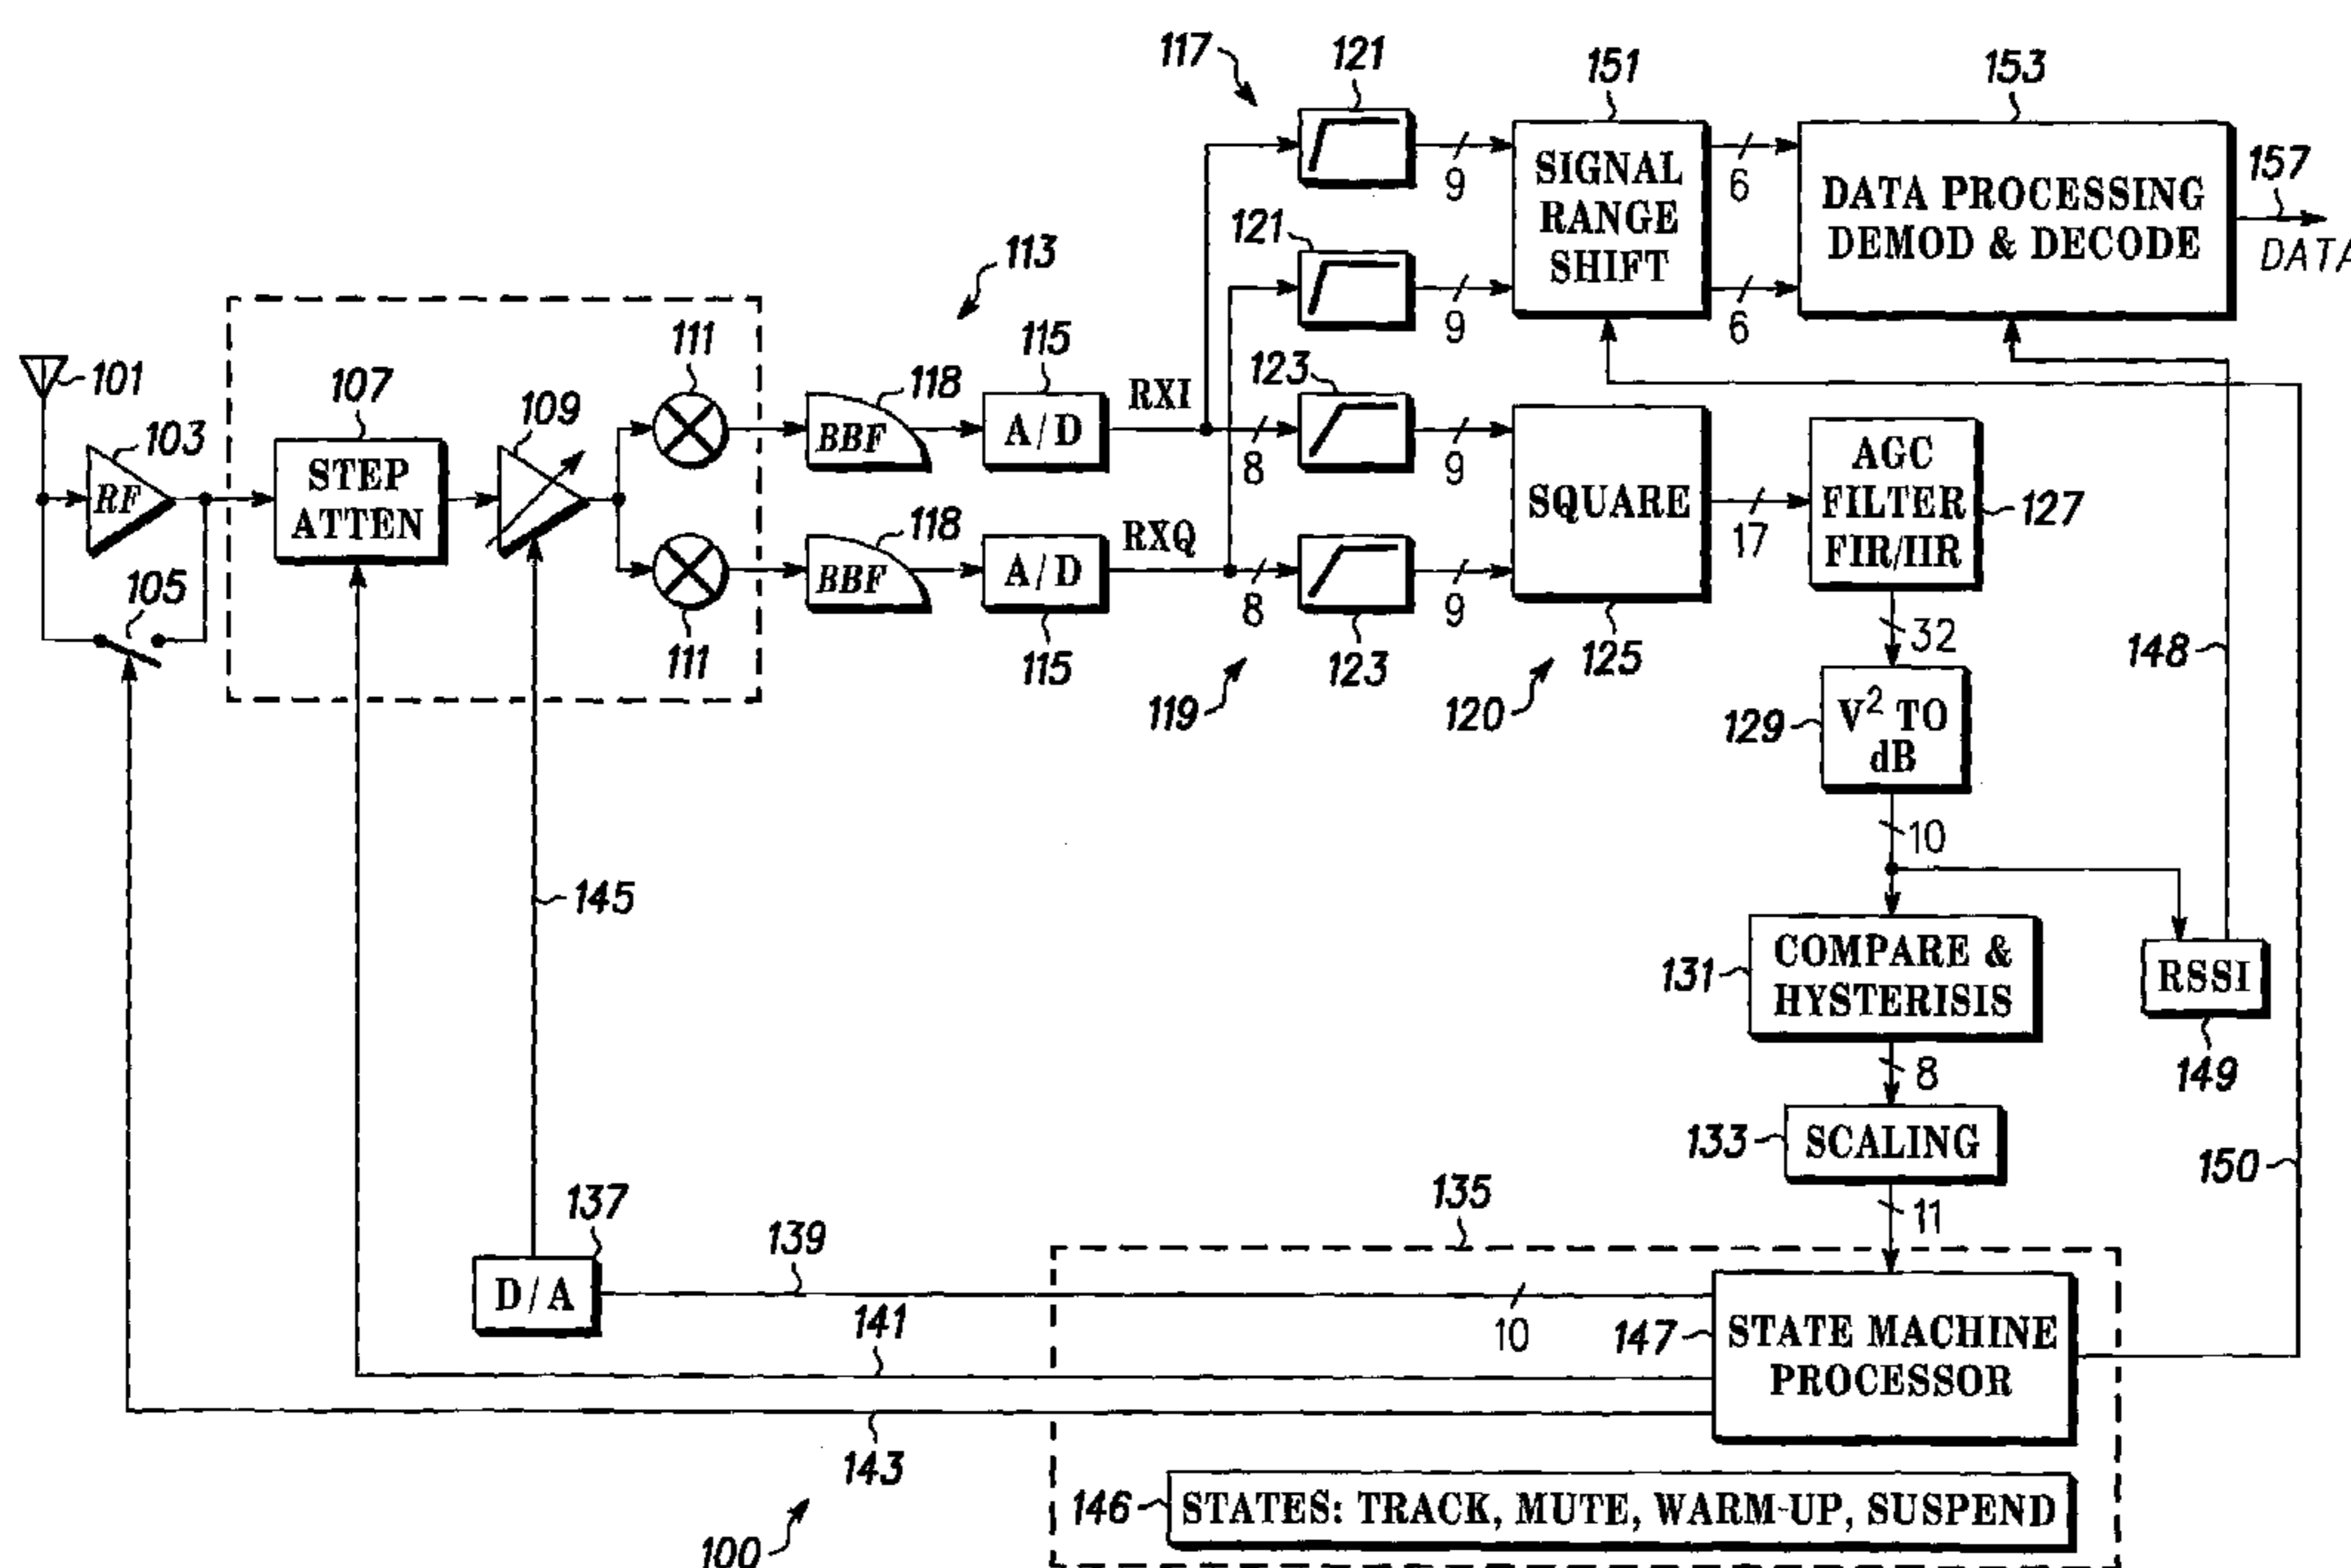 117
121
151
153
SIGNAL
RANGE
SHIFT
9
6
DATA PROCESSING
DEMOD & DECODE
157
DATA
121
9
6
113
101
103
RF
105
107
STEP
ATTEN
109
111
111
118
BBF
115
A/D
RXI
8
123
9
118
BBF
A/D
115
RXQ
8
123
9
SQUARE
125
17
AGC
FILTER
FIR/IIR
127
119
120
32
129
V² TO
dB
148
10
145
131
COMPARE &
HYSTERISIS
RSSI
149
8
133
SCALING
150
11
135
137
D/A
139
10
141
147
STATE MACHINE
PROCESSOR
143
146
STATES: TRACK, MUTE, WARM-UP, SUSPEND
100